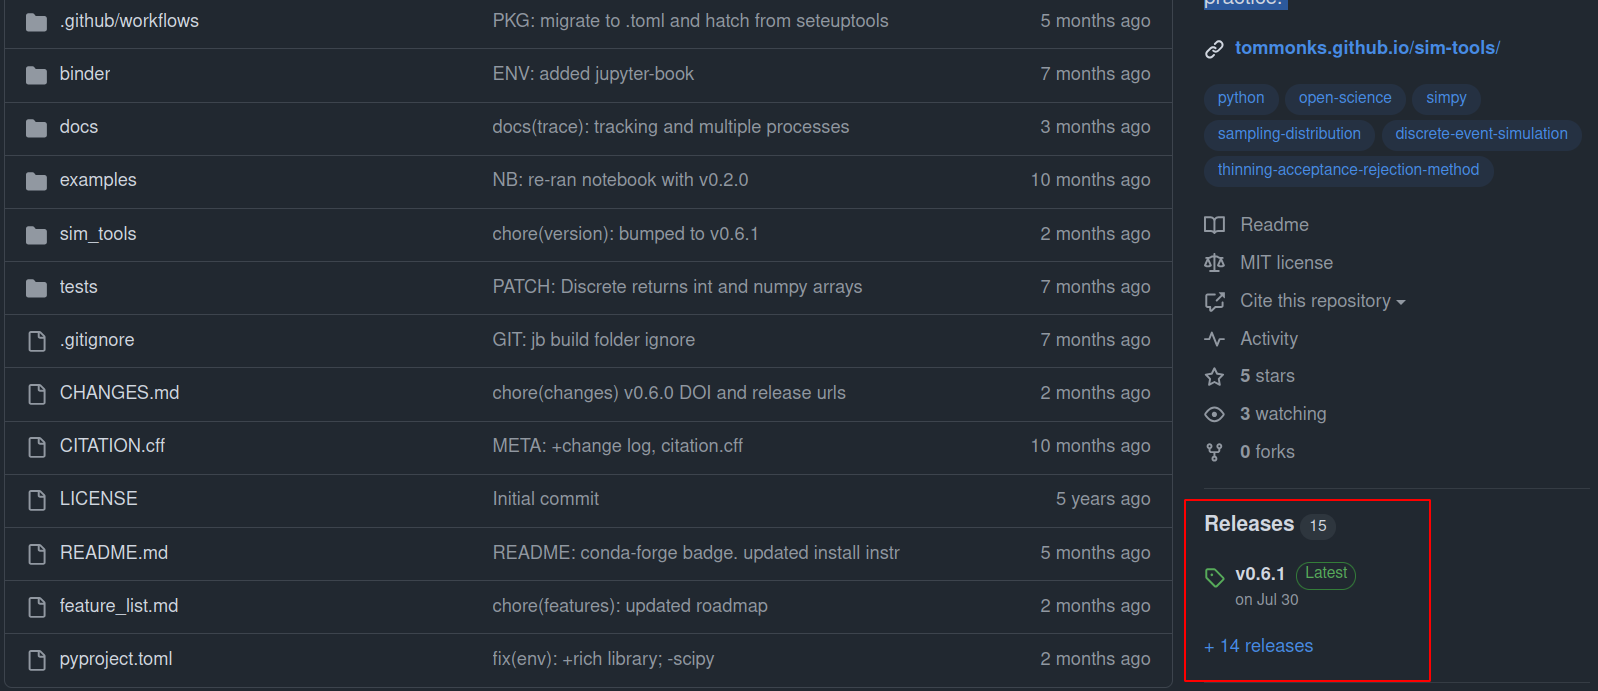 .github/workflows PKG: migrate to .toml and hatch from seteuptools 5 months ago
binder ENV: added jupyter-book 7 months ago
docs docs(trace): tracking and multiple processes 3 months ago
examples NB: re-ran notebook with v0.2.0 10 months ago
sim_tools chore(version): bumped to v0.6.1 2 months ago
tests PATCH: Discrete returns int and numpy arrays 7 months ago
.gitignore GIT: jb build folder ignore 7 months ago
CHANGES.md chore(changes) v0.6.0 DOI and release urls 2 months ago
CITATION.cff META: +change log, citation.cff 10 months ago
LICENSE Initial commit 5 years ago
README.md README: conda-forge badge. updated install instr 5 months ago
feature_list.md chore(features): updated roadmap 2 months ago
pyproject.toml fix(env): +rich library; -scipy 2 months ago
practice.
tommonks.github.io/sim-tools/
python open-science simpy
sampling-distribution discrete-event-simulation
thinning-acceptance-rejection-method
Readme
MIT license
Cite this repository
Activity
5 stars
3 watching
0 forks
Releases 15
v0.6.1 Latest
on Jul 30
+ 14 releases